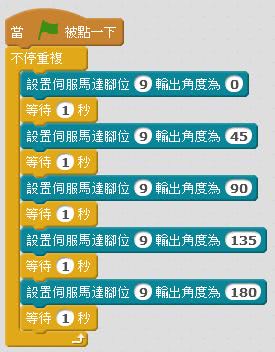 當 被點一下
不停重複
設置伺服馬達腳位 9 輸出角度為 0
等待 1 秒
設置伺服馬達腳位 9 輸出角度為 45
等待 1 秒
設置伺服馬達腳位 9 輸出角度為 90
等待 1 秒
設置伺服馬達腳位 9 輸出角度為 135
等待 1 秒
設置伺服馬達腳位 9 輸出角度為 180
等待 1 秒